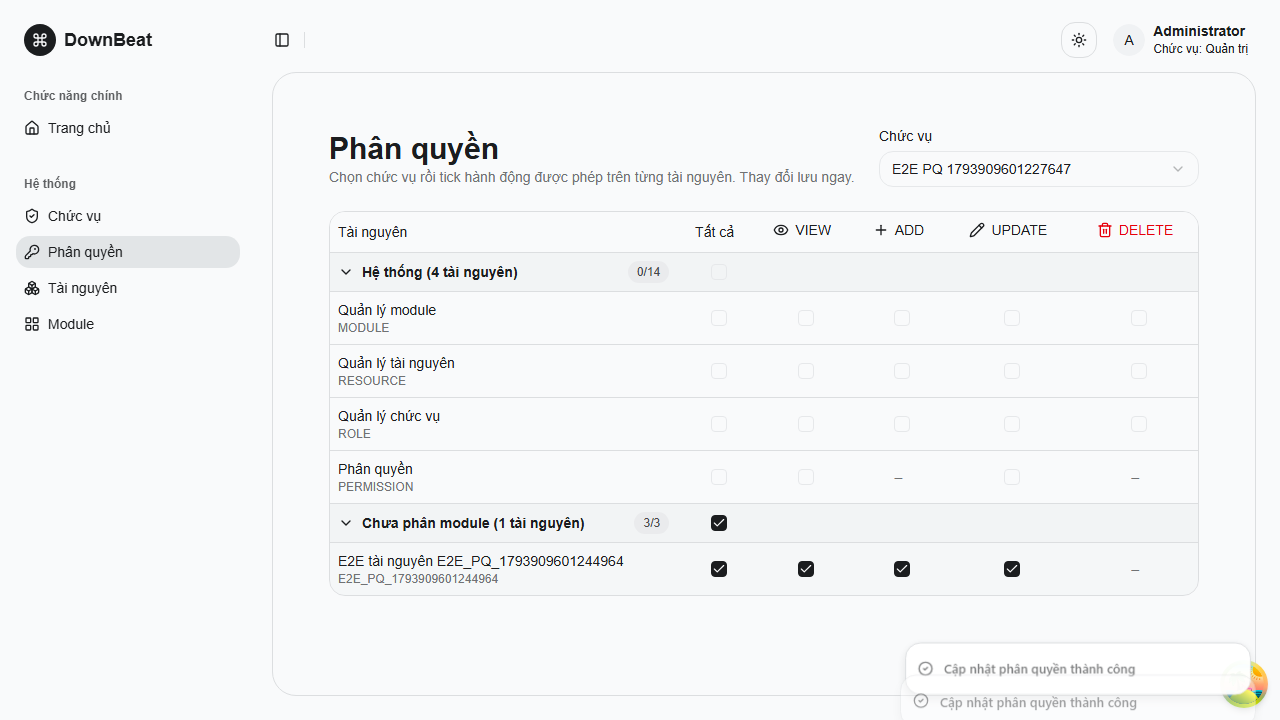 DownBeat
Administrator
A
Chức vụ: Quản trị
Chức năng chính
Trang chủ
Hệ thống
Chức vụ
Phân quyền
Tài nguyên
Module
Phân quyền
Chọn chức vụ rồi tick hành động được phép trên từng tài nguyên. Thay đổi lưu ngay.
Chức vụ
E2E PQ 1793909601227647
Tài nguyên Tất cả VIEW ADD UPDATE DELETE
Hệ thống (4 tài nguyên) 0/14
Quản lý module
MODULE
Quản lý tài nguyên
RESOURCE
Quản lý chức vụ
ROLE
Phân quyền
PERMISSION
– –
Chưa phân module (1 tài nguyên) 3/3
E2E tài nguyên E2E_PQ_1793909601244964
E2E_PQ_1793909601244964
–
Cập nhật phân quyền thành công
Cập nhật phân quyền thành công